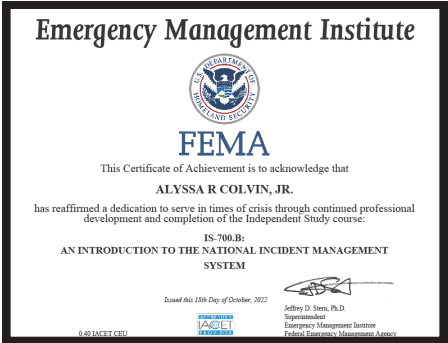 Emergency Management Institute
U.S. DEPARTMENT OF
HOMELAND SECURITY
FEMA
This Certificate of Achievement is to acknowledge that
ALYSSA R COLVIN, JR.
has reaffirmed a dedication to serve in times of crisis through continued professional
development and completion of the Independent Study course:
IS-700.B:
AN INTRODUCTION TO THE NATIONAL INCIDENT MANAGEMENT
SYSTEM
Issued this 18th Day of October, 2022
Jeffrey D. Stern, Ph.D.
Superintendent
Emergency Management Institute
Federal Emergency Management Agency
ACCREDITED
IACET
PROVIDER
0.40 IACET CEU